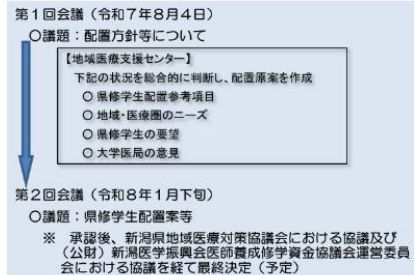 第1回会議（令和7年8月4日）
○議題：配置方針等について
【地域医療支援センター】
下記の状況を総合的に判断し、配置原案を作成
○ 県修学生配置参考項目
○ 地域・医療圏のニーズ
○ 県修学生の要望
○ 大学医局の意見
第2回会議（令和8年1月下旬）
○議題：県修学生配置案等
※ 承認後、新潟県地域医療対策協議会における協議及び
（公財）新潟医学振興会医師養成修学資金協議会運営委員
会における協議を経て最終決定（予定）